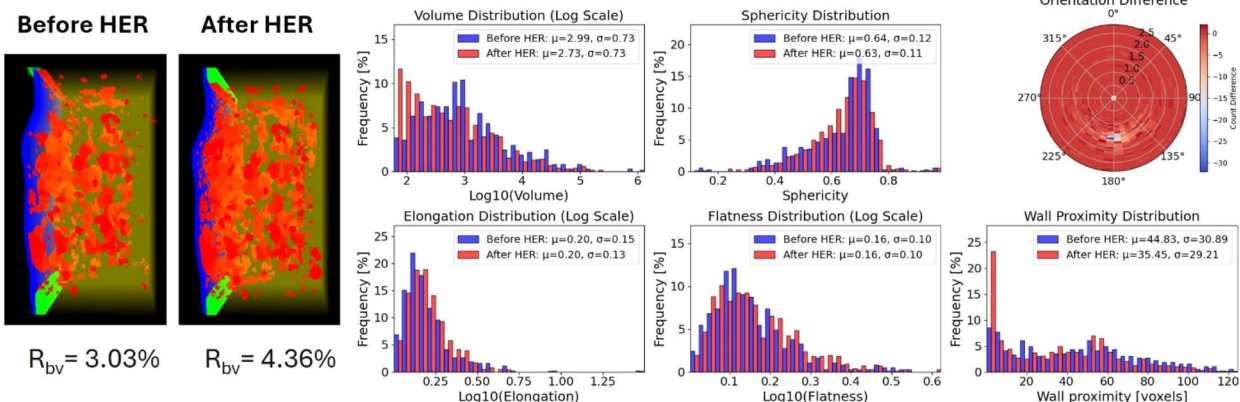 Before HER
After HER
R_bv= 3.03%
R_bv= 4.36%
Volume Distribution (Log Scale)
Before HER: μ=2.99, σ=0.73
After HER: μ=2.73, σ=0.73
Frequency [%]
15
10
5
0
2
3
4
5
6
Log10(Volume)
Sphericity Distribution
Before HER: μ=0.64, σ=0.12
After HER: μ=0.63, σ=0.11
Frequency [%]
20
15
10
5
0
0.2
0.4
0.6
0.8
Sphericity
Orientation Difference
0°
45°
90
135°
180°
225°
270°
315°
2.5
2.0
1.5
1.0
0.5
0
−5
−10
−15
−20
−25
−30
Count Difference
Elongation Distribution (Log Scale)
Before HER: μ=0.20, σ=0.15
After HER: μ=0.20, σ=0.13
Frequency [%]
25
20
15
10
5
0
0.25
0.50
0.75
1.00
1.25
Log10(Elongation)
Flatness Distribution (Log Scale)
Before HER: μ=0.16, σ=0.10
After HER: μ=0.16, σ=0.10
Frequency [%]
15
10
5
0
0.1
0.2
0.3
0.4
0.5
0.6
Log10(Flatness)
Wall Proximity Distribution
Before HER: μ=44.83, σ=30.89
After HER: μ=35.45, σ=29.21
Frequency [%]
25
20
15
10
5
0
20
40
60
80
100
120
Wall proximity [voxels]